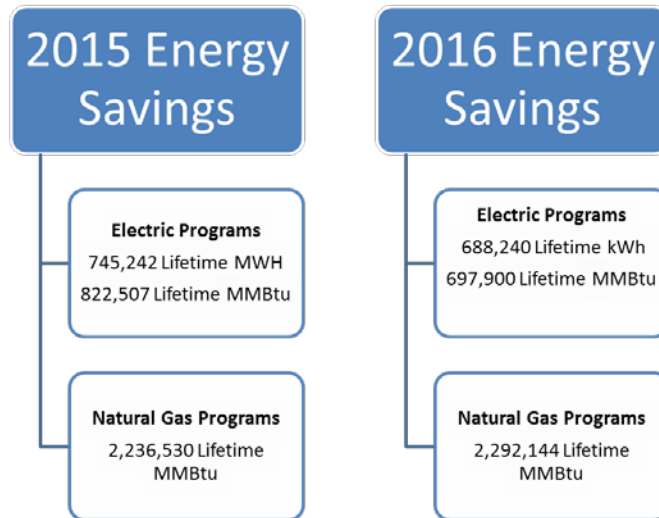 2015 Energy
Savings
Electric Programs
745,242 Lifetime MWH
822,507 Lifetime MMBtu
Natural Gas Programs
2,236,530 Lifetime
MMBtu
2016 Energy
Savings
Electric Programs
688,240 Lifetime kWh
697,900 Lifetime MMBtu
Natural Gas Programs
2,292,144 Lifetime
MMBtu